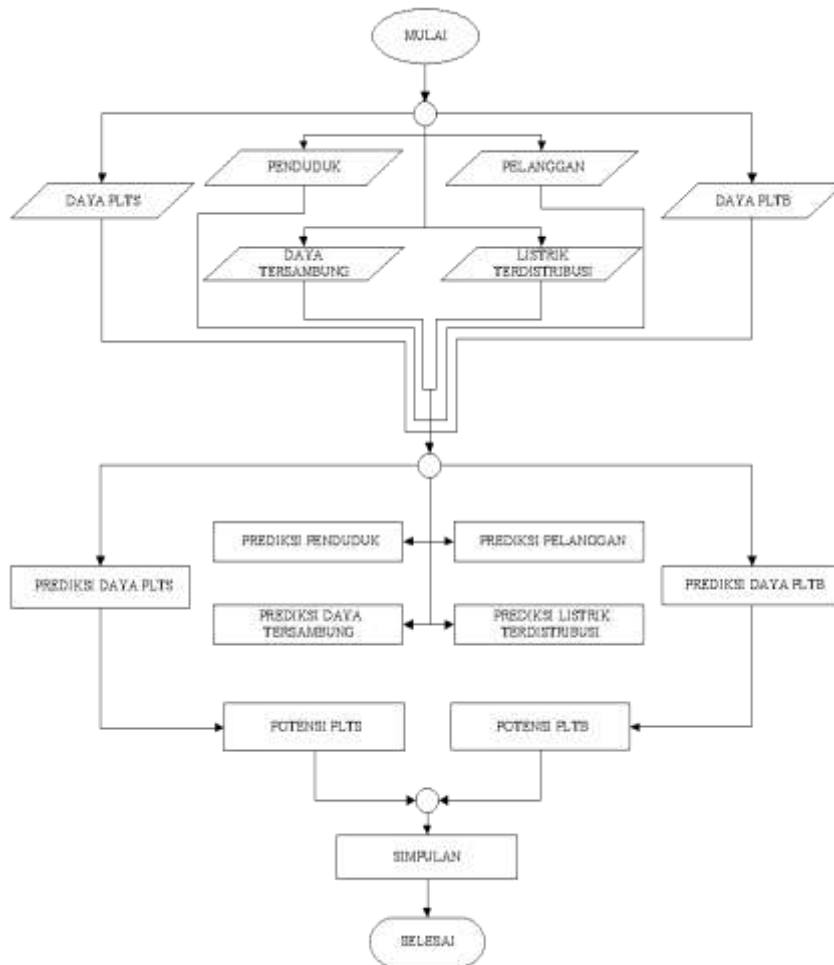 MULAI
PENDUDUK
PELANGGAN
DAYA PLTS
DAYA PLTB
DAYA
TERSAMBUNG
LISTRIK
TERDISTRIBUSI
PREDIKSI PENDUDUK
PREDIKSI PELANGGAN
PREDIKSI DAYA PLTS
PREDIKSI DAYA PLTB
PREDIKSI DAYA
TERSAMBUNG
PREDIKSI LISTRIK
TERDISTRIBUSI
POTENSI PLTS
POTENSI PLTB
SIMPULAN
SELESAI